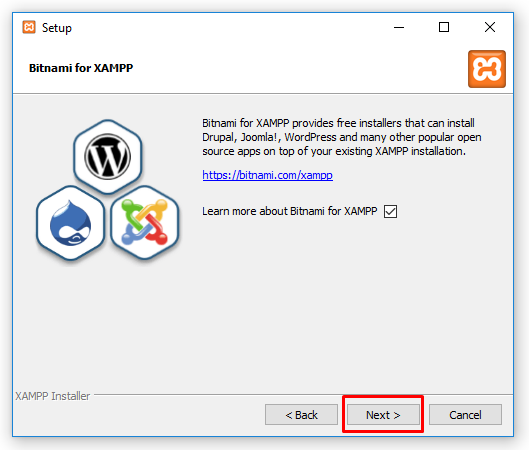 Setup
Bitnami for XAMPP
Bitnami for XAMPP provides free installers that can install
Drupal, Joomla!, WordPress and many other popular open
source apps on top of your existing XAMPP installation.
https://bitnami.com/xampp
Learn more about Bitnami for XAMPP
XAMPP Installer
< Back
Next >
Cancel